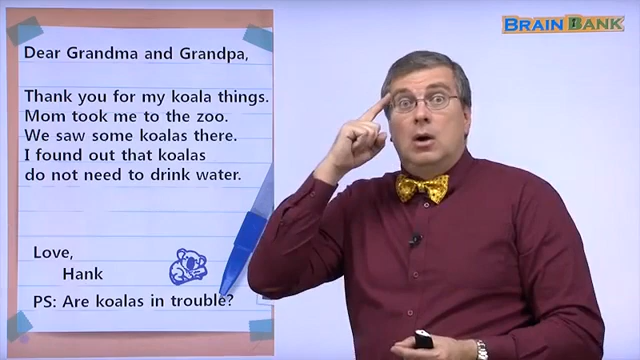 BRAIN BANK
Dear Grandma and Grandpa,
Thank you for my koala things.
Mom took me to the zoo.
We saw some koalas there.
I found out that koalas
do not need to drink water.
Love,
Hank
PS: Are koalas in trouble?